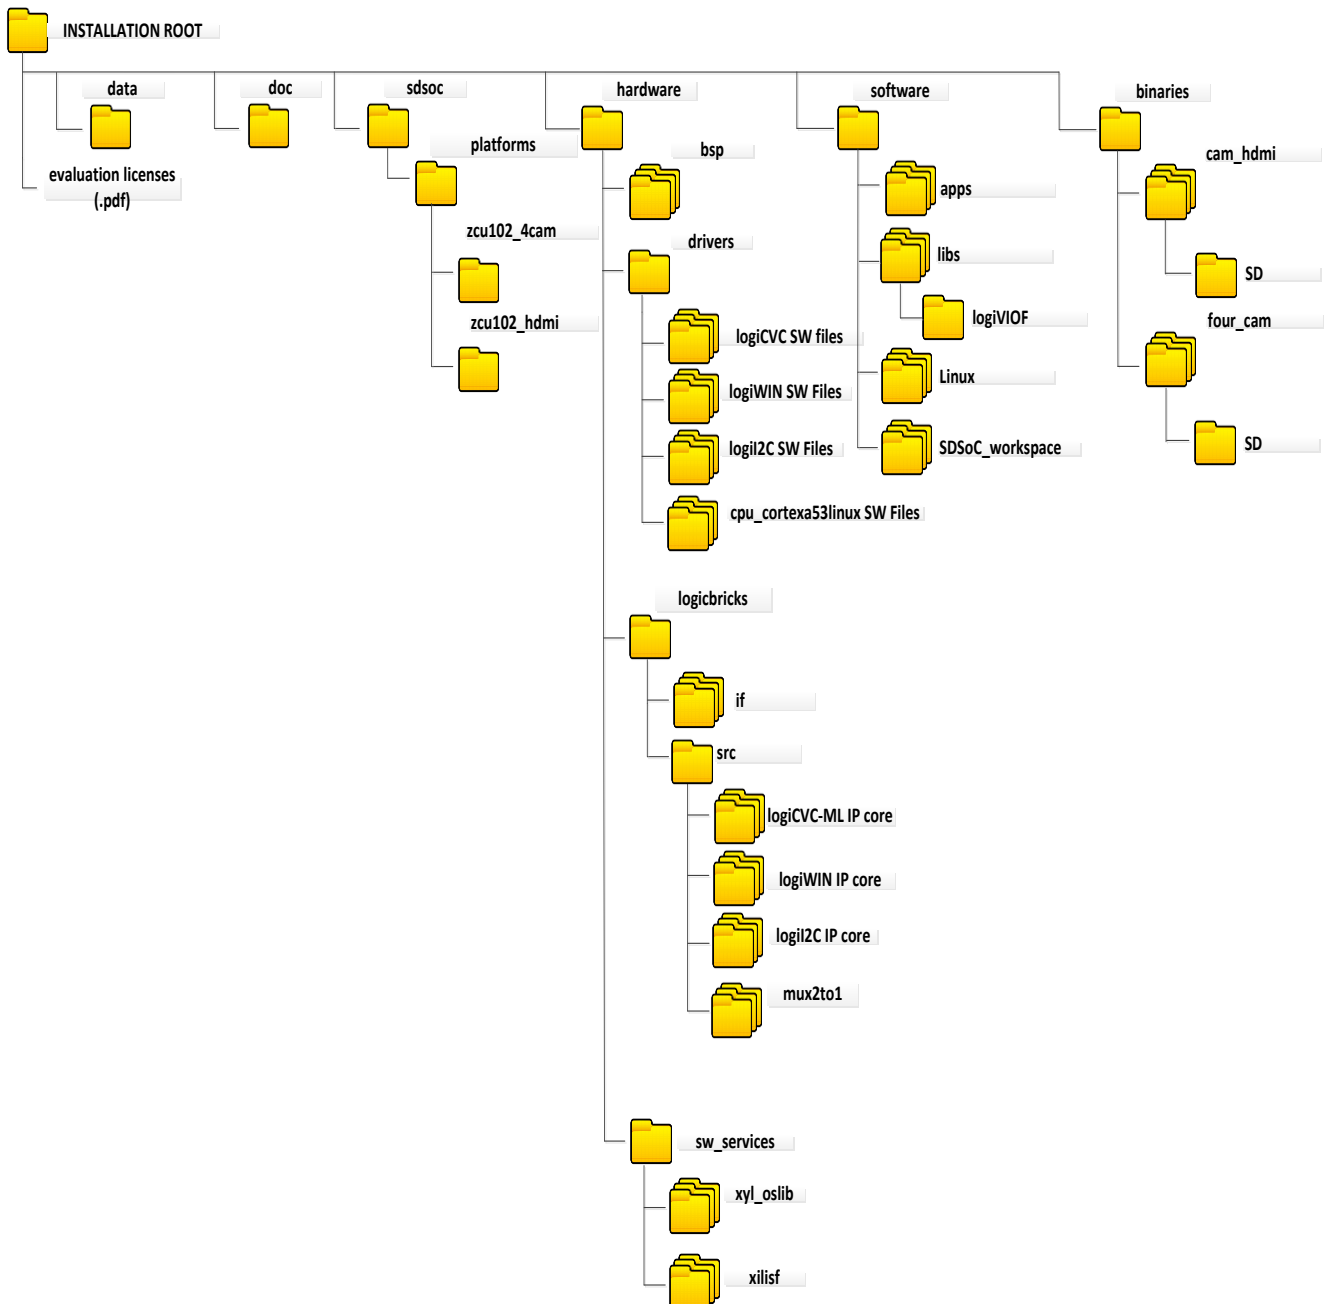 INSTALLATION ROOT
data
doc
sdsoc
hardware
software
binaries
evaluation licenses
(.pdf)
platforms
zcu102_4cam
zcu102_hdmi
bsp
drivers
logiCVC SW files
logiWIN SW Files
logiI2C SW Files
cpu_cortexa53linux SW Files
logicbricks
if
src
logiCVC-ML IP core
logiWIN IP core
logiI2C IP core
mux2to1
sw_services
xyl_oslib
xilisf
apps
libs
logiVIOF
Linux
SDSoC_workspace
cam_hdmi
SD
four_cam
SD